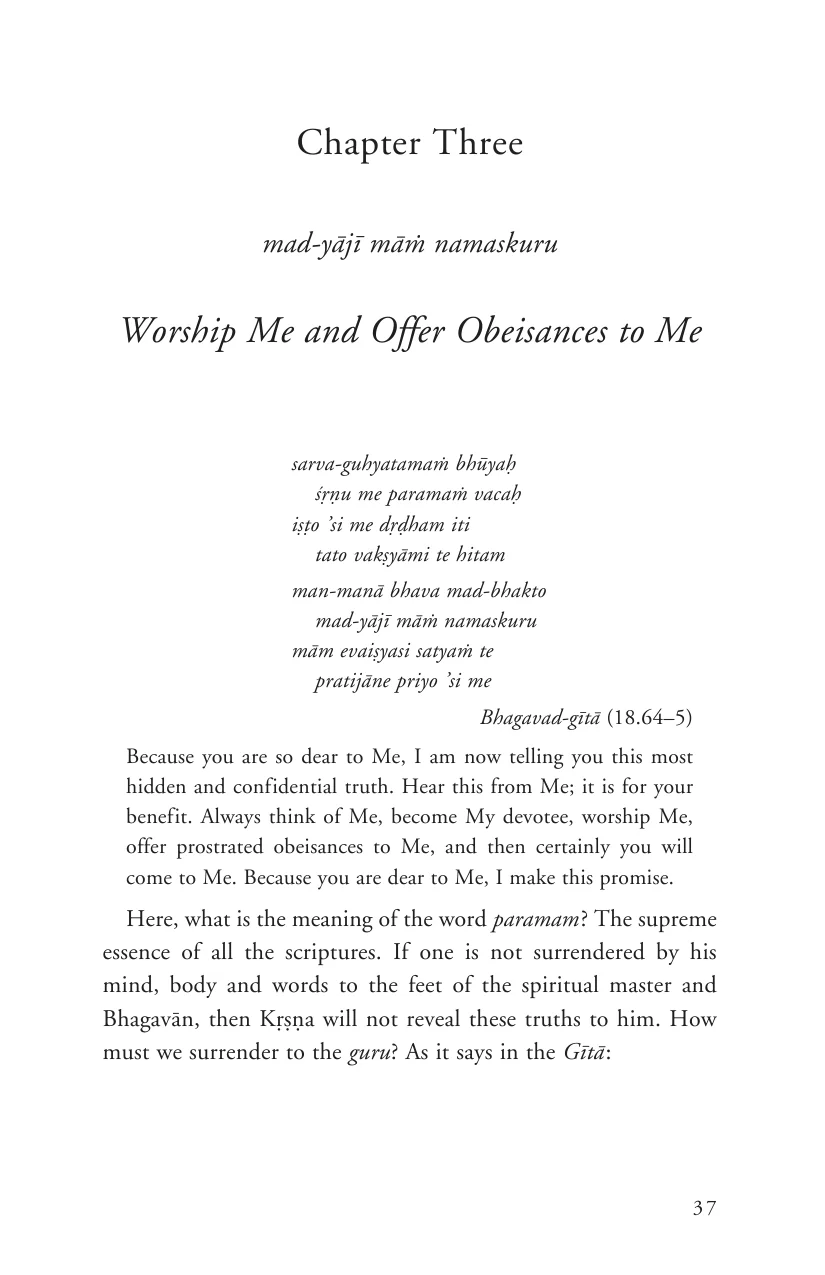 Chapter Three
mad-yājī māṁ namaskuru
Worship Me and Offer Obeisances to Me
sarva-guhyatamaṁ bhūyaḥ
śṛṇu me paramaṁ vacaḥ
iṣṭo ’si me dṛḍham iti
tato vakṣyāmi te hitam
man-manā bhava mad-bhakto
mad-yājī māṁ namaskuru
mām evaiṣyasi satyaṁ te
pratijāne priyo ’si me
Bhagavad-gītā (18.64–5)
Because you are so dear to Me, I am now telling you this most
hidden and confidential truth. Hear this from Me; it is for your
benefit. Always think of Me, become My devotee, worship Me,
offer prostrated obeisances to Me, and then certainly you will
come to Me. Because you are dear to Me, I make this promise.
Here, what is the meaning of the word paramam? The supreme
essence of all the scriptures. If one is not surrendered by his
mind, body and words to the feet of the spiritual master and
Bhagavān, then Kṛṣṇa will not reveal these truths to him. How
must we surrender to the guru? As it says in the Gītā:
37